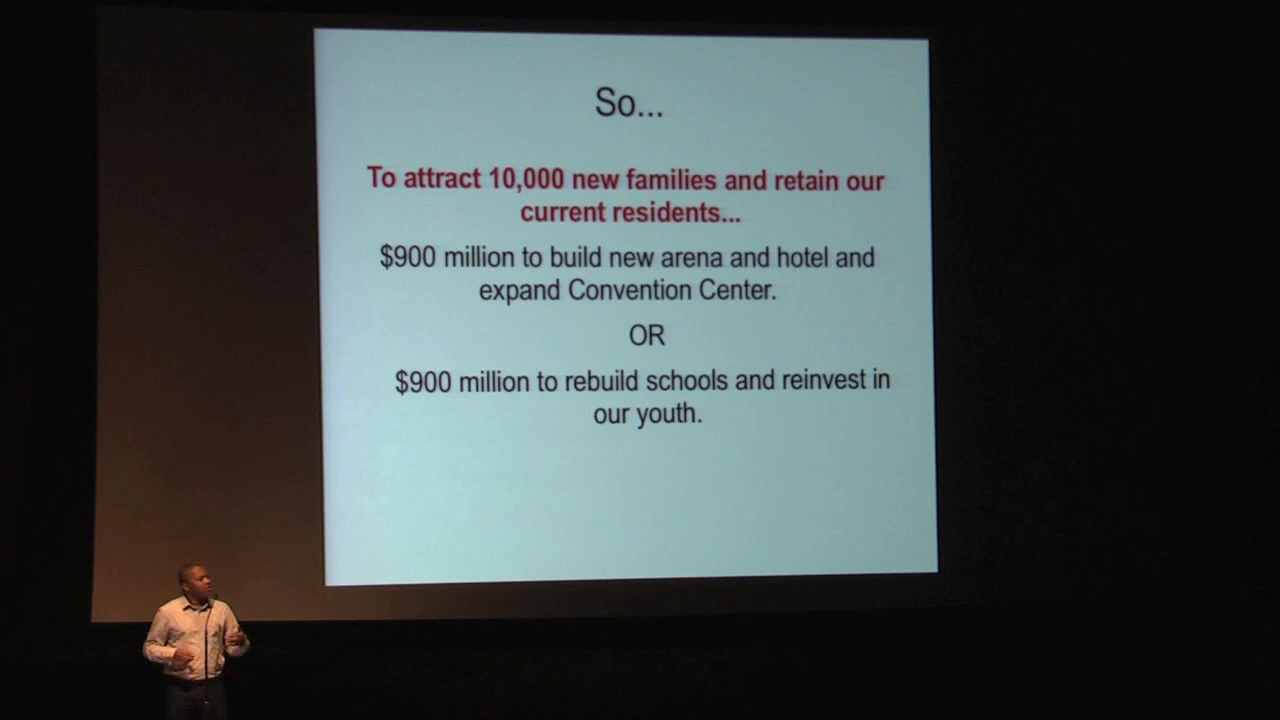 So...
To attract 10,000 new families and retain our
current residents...
$900 million to build new arena and hotel and
expand Convention Center.
OR
$900 million to rebuild schools and reinvest in
our youth.